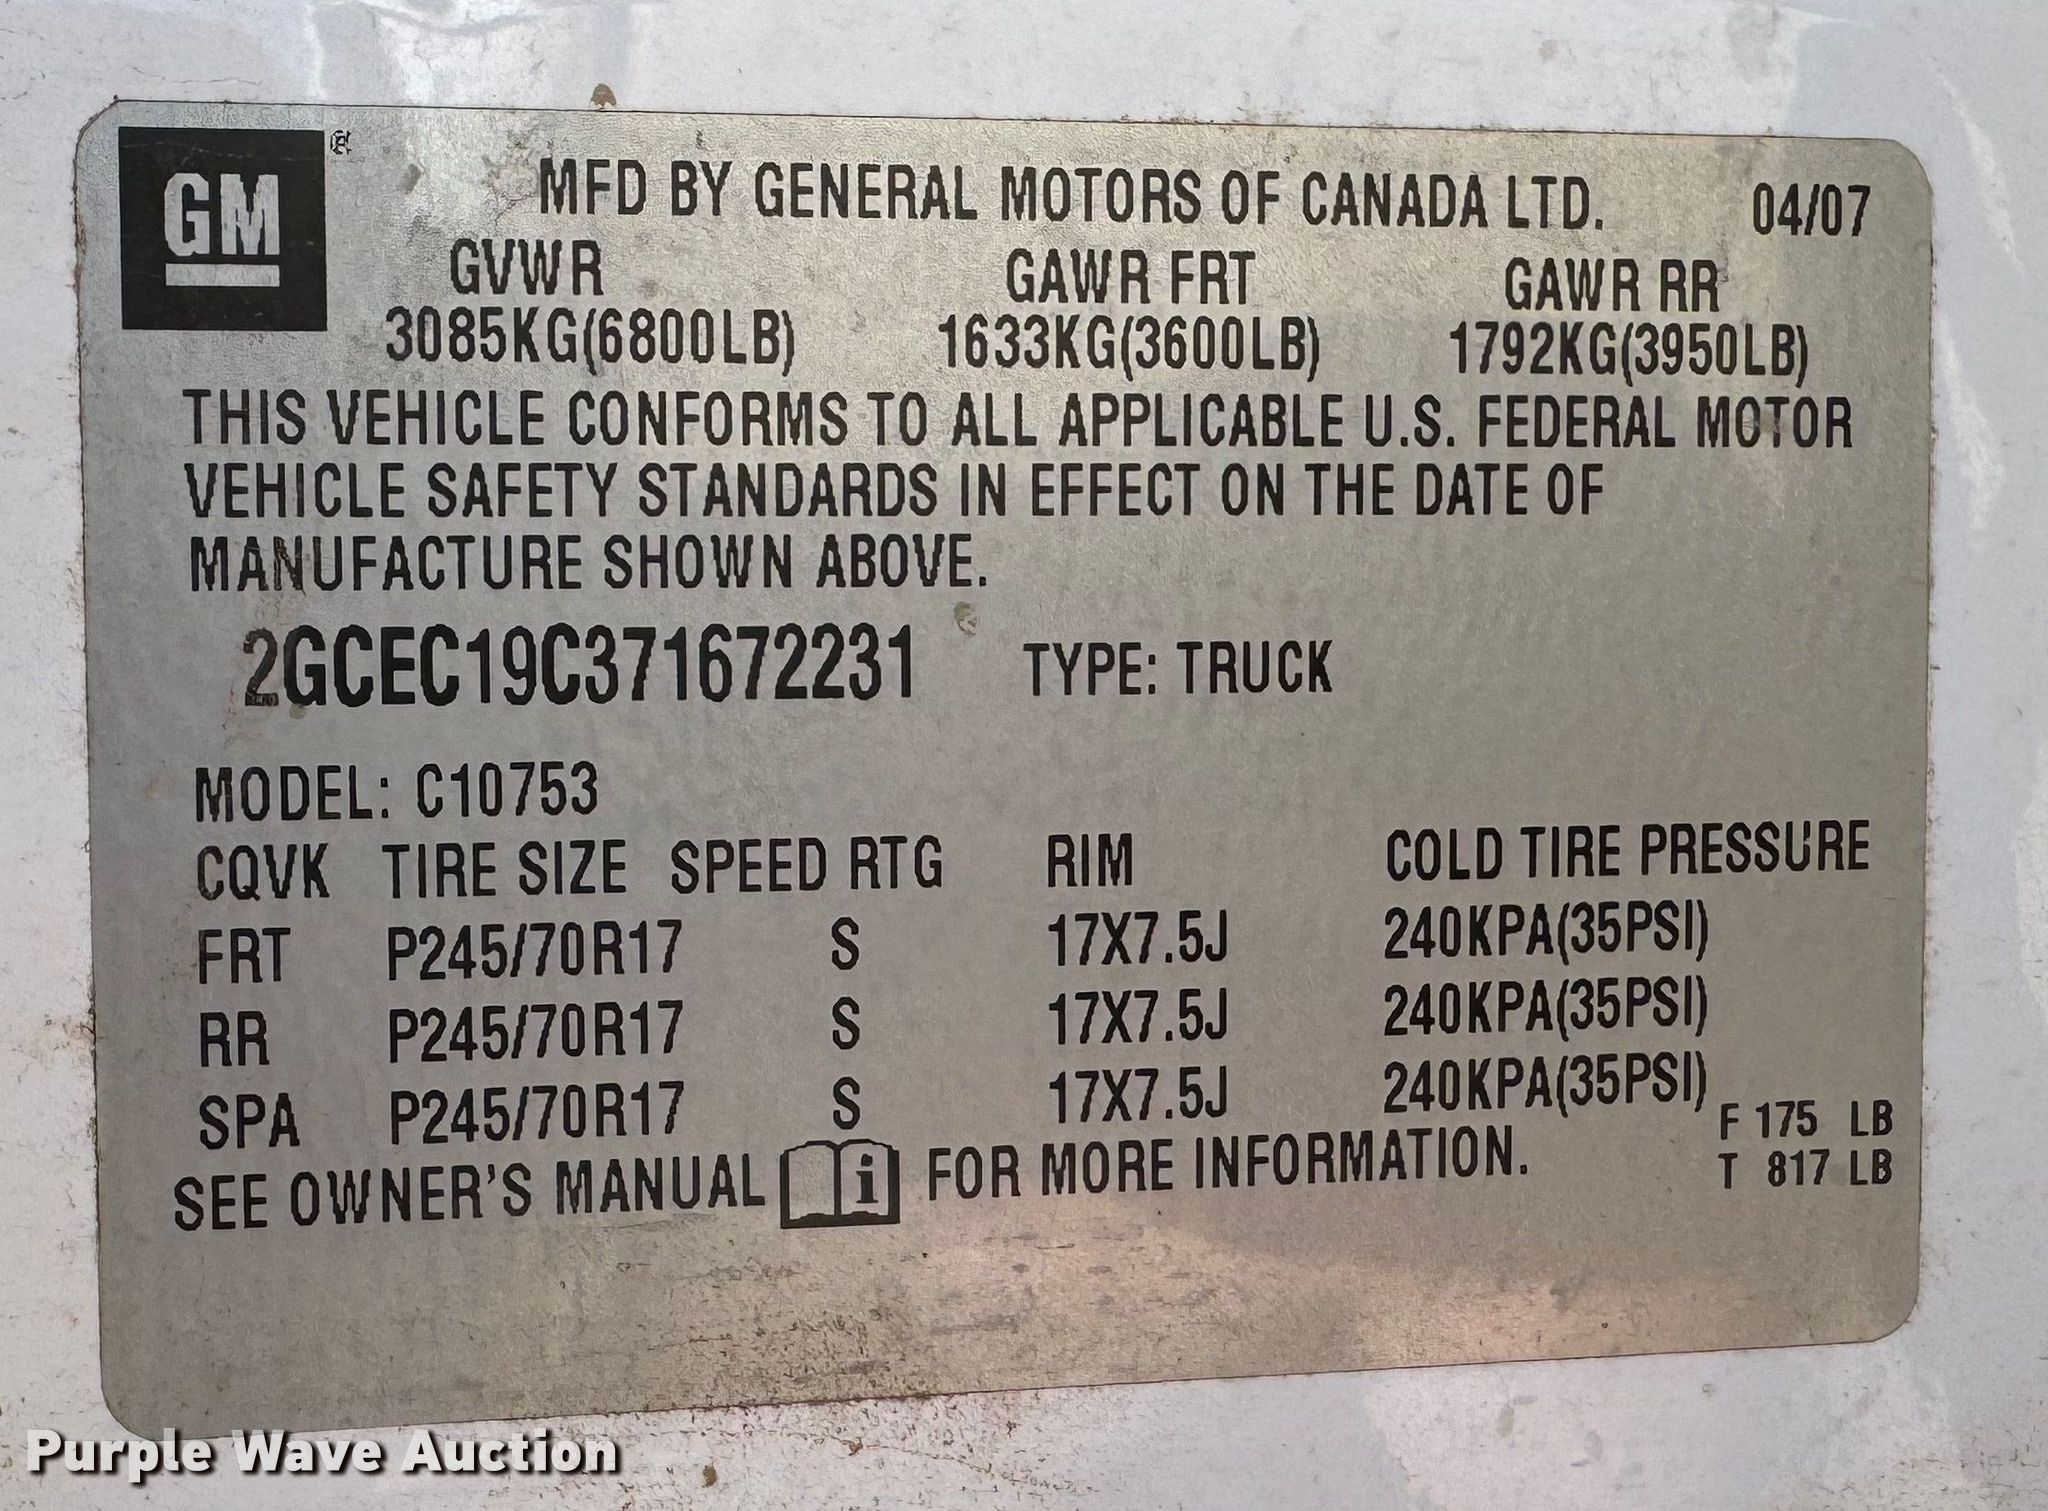 GM ®
MFD BY GENERAL MOTORS OF CANADA LTD. 04/07
GVWR GAWR FRT GAWR RR
3085KG(6800LB) 1633KG(3600LB) 1792KG(3950LB)
THIS VEHICLE CONFORMS TO ALL APPLICABLE U.S. FEDERAL MOTOR
VEHICLE SAFETY STANDARDS IN EFFECT ON THE DATE OF
MANUFACTURE SHOWN ABOVE.
2GCEC19C371672231 TYPE: TRUCK
MODEL: C10753
CQVK TIRE SIZE SPEED RTG RIM COLD TIRE PRESSURE
FRT P245/70R17 S 17X7.5J 240KPA(35PSI)
RR P245/70R17 S 17X7.5J 240KPA(35PSI)
SPA P245/70R17 S 17X7.5J 240KPA(35PSI)
F 175 LB
SEE OWNER'S MANUAL i FOR MORE INFORMATION.
T 817 LB
Purple Wave Auction